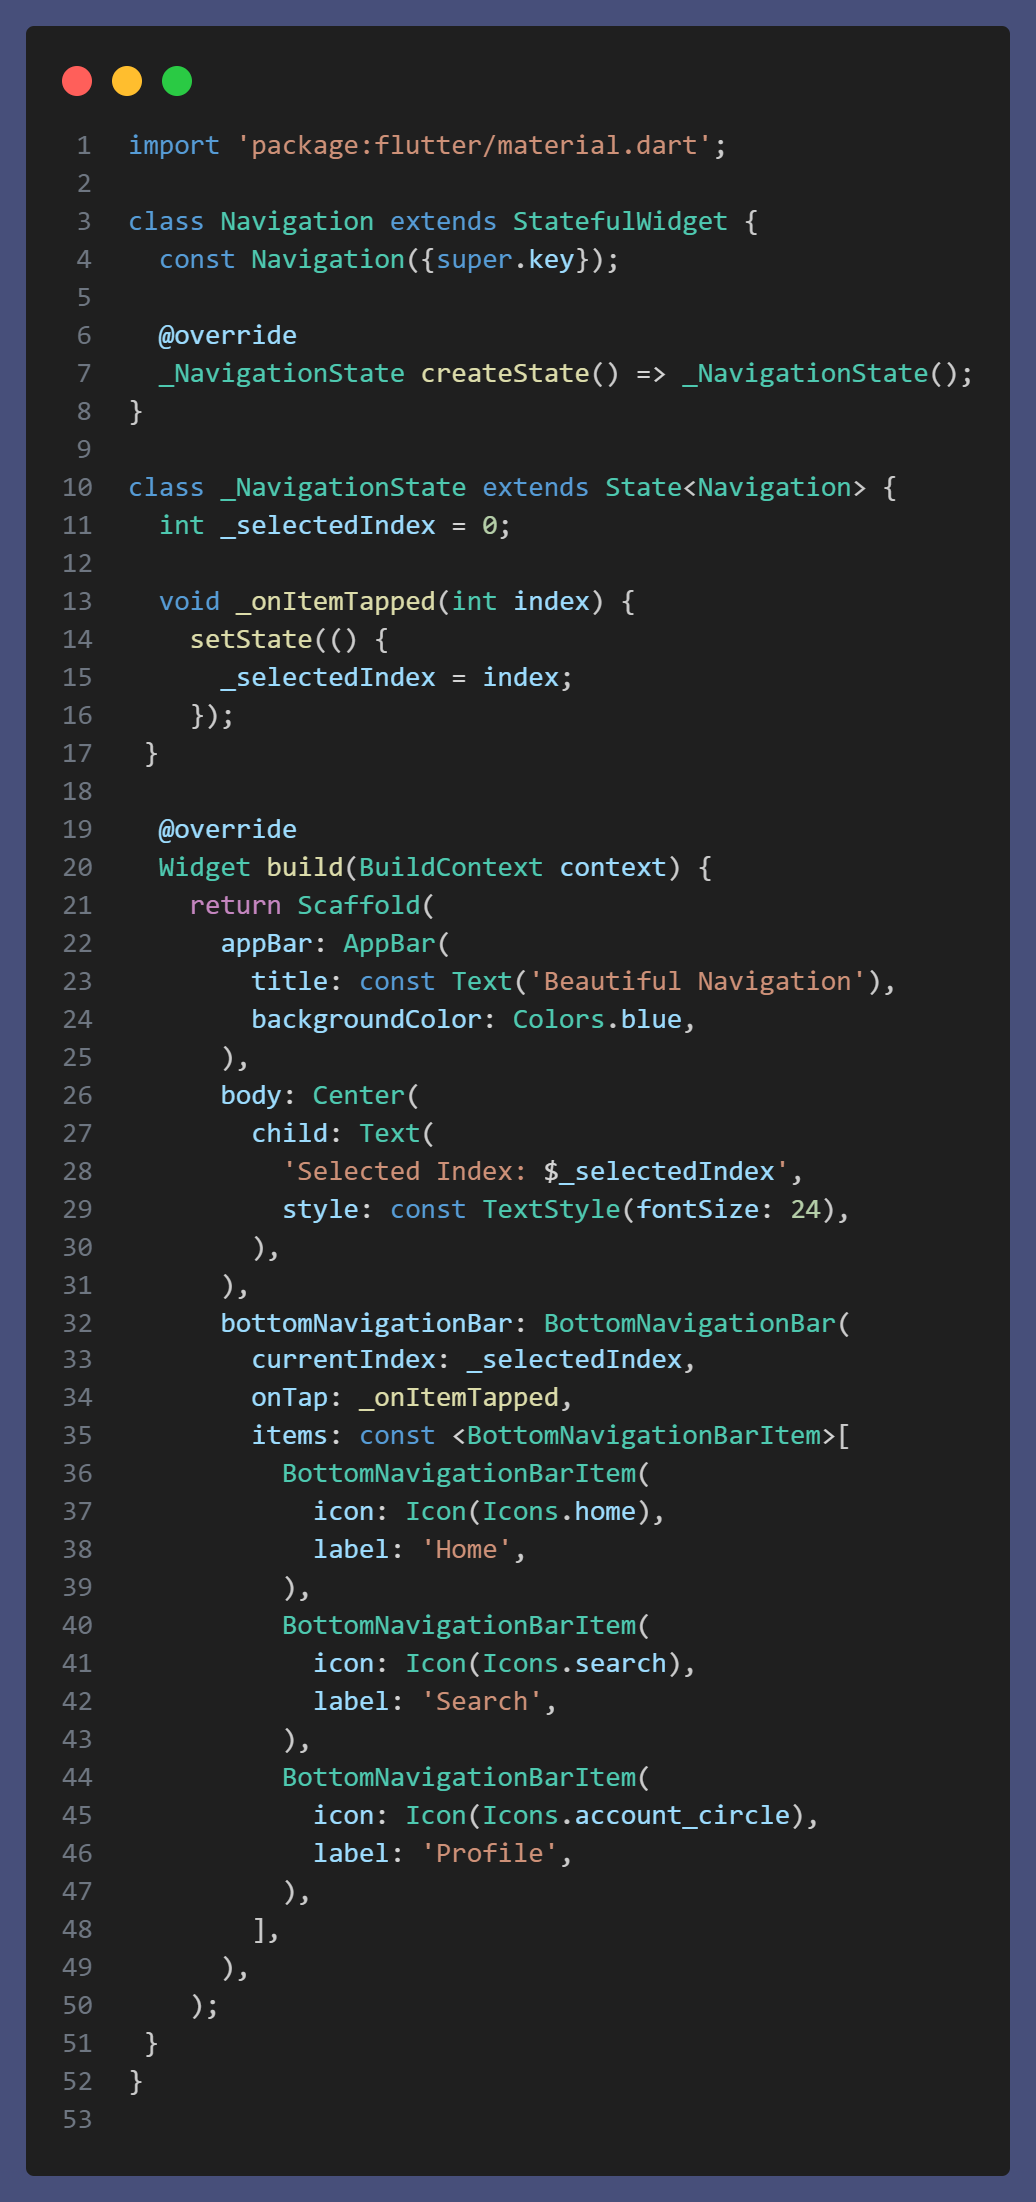 1 import 'package:flutter/material.dart';
2
3 class Navigation extends StatefulWidget {
4   const Navigation({super.key});
5
6   @override
7   _NavigationState createState() => _NavigationState();
8 }
9
10 class _NavigationState extends State<Navigation> {
11   int _selectedIndex = 0;
12
13   void _onItemTapped(int index) {
14     setState(() {
15       _selectedIndex = index;
16     });
17  }
18
19   @override
20   Widget build(BuildContext context) {
21     return Scaffold(
22       appBar: AppBar(
23         title: const Text('Beautiful Navigation'),
24         backgroundColor: Colors.blue,
25       ),
26       body: Center(
27         child: Text(
28           'Selected Index: $_selectedIndex',
29           style: const TextStyle(fontSize: 24),
30         ),
31       ),
32       bottomNavigationBar: BottomNavigationBar(
33         currentIndex: _selectedIndex,
34         onTap: _onItemTapped,
35         items: const <BottomNavigationBarItem>[
36           BottomNavigationBarItem(
37             icon: Icon(Icons.home),
38             label: 'Home',
39           ),
40           BottomNavigationBarItem(
41             icon: Icon(Icons.search),
42             label: 'Search',
43           ),
44           BottomNavigationBarItem(
45             icon: Icon(Icons.account_circle),
46             label: 'Profile',
47           ),
48         ],
49       ),
50     );
51  }
52 }
53